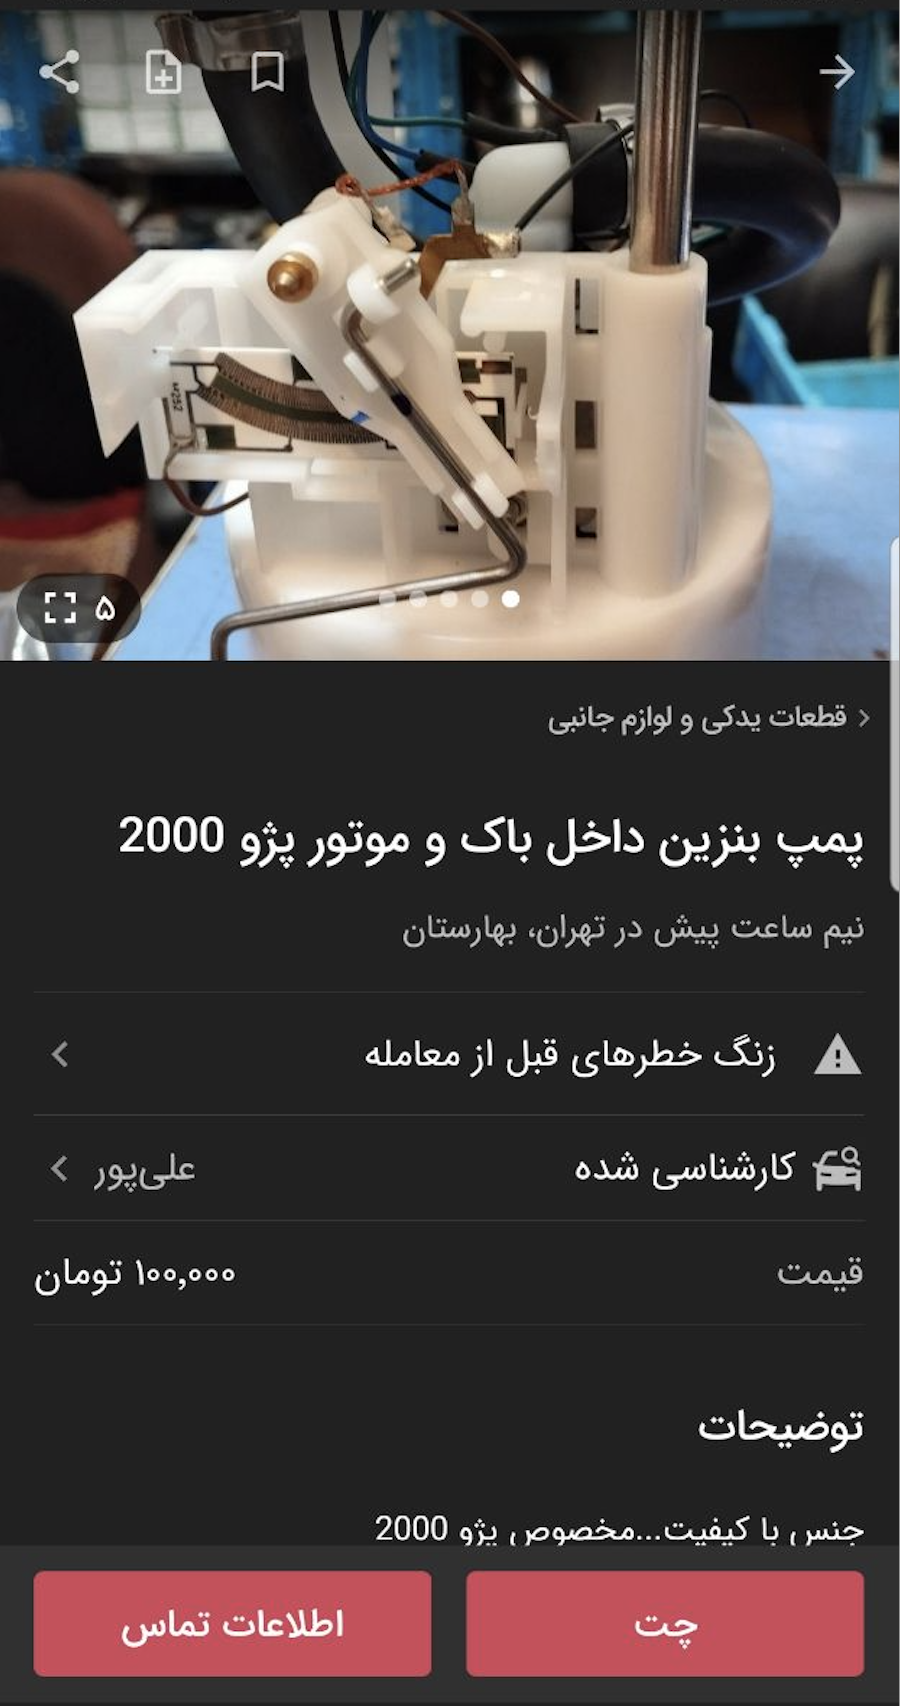 ۵
قطعات یدکی و لوازم جانبی
پمپ بنزین داخل باک و موتور پژو 2000
نیم ساعت پیش در تهران، بهارستان
زنگ خطرهای قبل از معامله
کارشناسی شده
علی‌پور
قیمت
۱۰۰,۰۰۰ تومان
توضیحات
جنس با کیفیت...مخصوص پژو 2000
چت
اطلاعات تماس